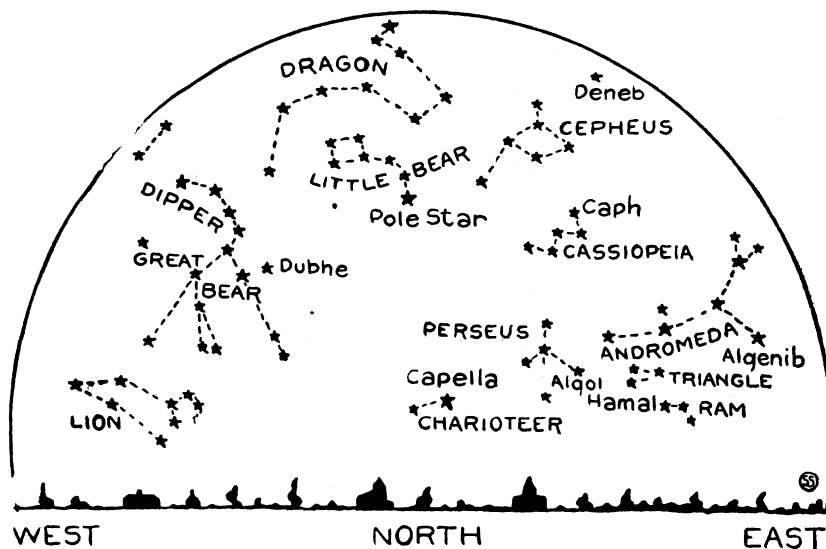 DRAGON
Deneb
CEPHEUS
LITTLE BEAR
DIPPER
Pole Star
Caph
GREAT BEAR
Dubhe
CASSIOPEIA
PERSEUS
ANDROMEDA
Algenib
Capella
Algol
TRIANGLE
Hamal
RAM
LION
CHARIOTEER
SS
WEST
NORTH
EAST